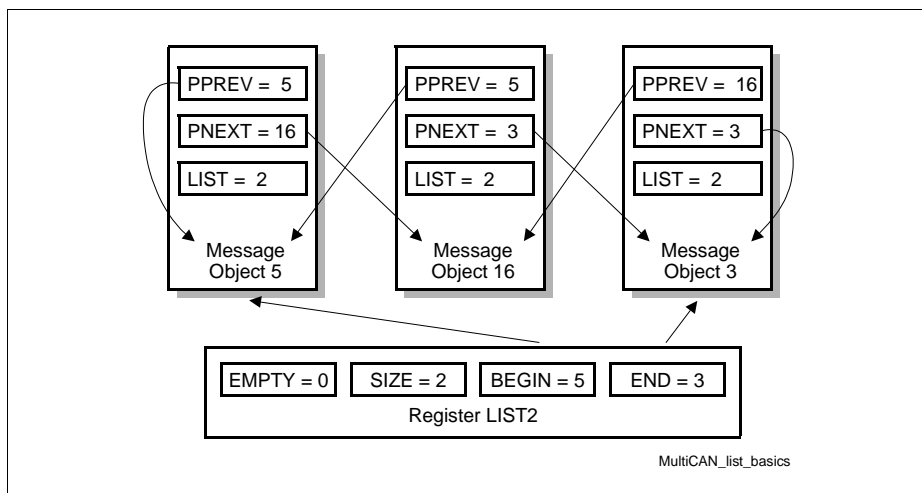 PPREV = 5
PNEXT = 16
LIST = 2
Message
Object 5
PPREV = 5
PNEXT = 3
LIST = 2
Message
Object 16
PPREV = 16
PNEXT = 3
LIST = 2
Message
Object 3
EMPTY = 0
SIZE = 2
BEGIN = 5
END = 3
Register LIST2
MultiCAN_list_basics